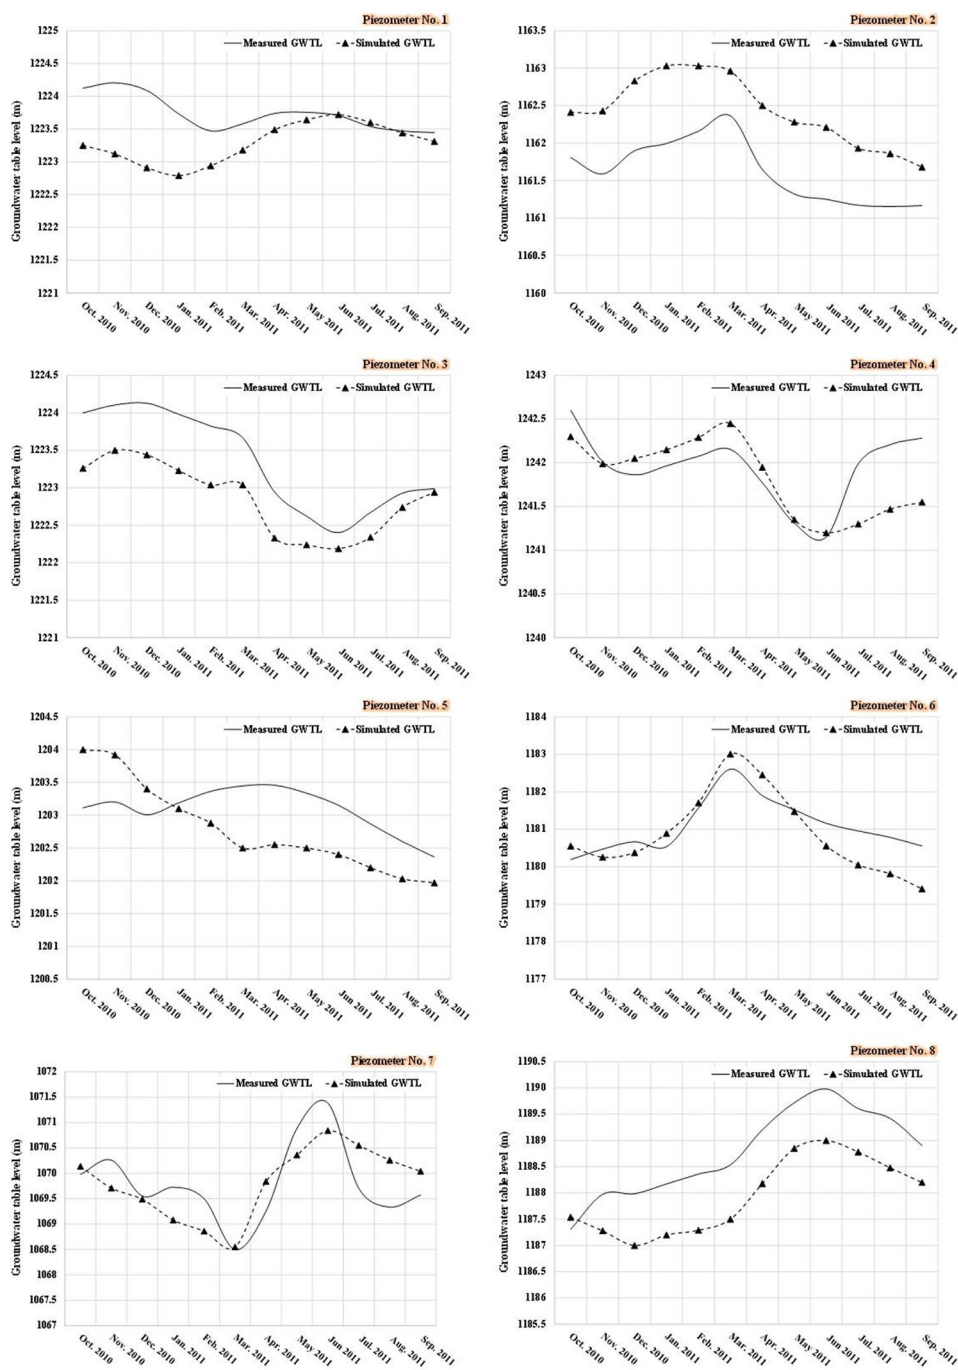 Piezometer No. 1
Measured GWTL
Simulated GWTL
Groundwater table level (m)
1225
1224.5
1224
1223.5
1223
1222.5
1222
1221.5
1221
Oct. 2010
Nov. 2010
Dec. 2010
Jan. 2011
Feb. 2011
Mar. 2011
Apr. 2011
May 2011
Jun 2011
Jul. 2011
Aug. 2011
Sep. 2011
Piezometer No. 2
Measured GWTL
Simulated GWTL
Groundwater table level (m)
1163.5
1163
1162.5
1162
1161.5
1161
1160.5
1160
Oct. 2010
Nov. 2010
Dec. 2010
Jan. 2011
Feb. 2011
Mar. 2011
Apr. 2011
May 2011
Jun 2011
Jul. 2011
Aug. 2011
Sep. 2011
Piezometer No. 3
Measured GWTL
Simulated GWTL
Groundwater table level (m)
1224.5
1224
1223.5
1223
1222.5
1222
1221.5
1221
Oct. 2010
Nov. 2010
Dec. 2010
Jan. 2011
Feb. 2011
Mar. 2011
Apr. 2011
May 2011
Jun 2011
Jul. 2011
Aug. 2011
Sep. 2011
Piezometer No. 4
Measured GWTL
Simulated GWTL
Groundwater table level (m)
1243
1242.5
1242
1241.5
1241
1240.5
1240
Oct. 2010
Nov. 2010
Dec. 2010
Jan. 2011
Feb. 2011
Mar. 2011
Apr. 2011
May 2011
Jun 2011
Jul. 2011
Aug. 2011
Sep. 2011
Piezometer No. 5
Measured GWTL
Simulated GWTL
Groundwater table level (m)
1204.5
1204
1203.5
1203
1202.5
1202
1201.5
1201
1200.5
Oct. 2010
Nov. 2010
Dec. 2010
Jan. 2011
Feb. 2011
Mar. 2011
Apr. 2011
May 2011
Jun 2011
Jul. 2011
Aug. 2011
Sep. 2011
Piezometer No. 6
Measured GWTL
Simulated GWTL
Groundwater table level (m)
1184
1183
1182
1181
1180
1179
1178
1177
Oct. 2010
Nov. 2010
Dec. 2010
Jan. 2011
Feb. 2011
Mar. 2011
Apr. 2011
May 2011
Jun 2011
Jul. 2011
Aug. 2011
Sep. 2011
Piezometer No. 7
Measured GWTL
Simulated GWTL
Groundwater table level (m)
1072
1071.5
1071
1070.5
1070
1069.5
1069
1068.5
1068
1067.5
1067
Oct. 2010
Nov. 2010
Dec. 2010
Jan. 2011
Feb. 2011
Mar. 2011
Apr. 2011
May 2011
Jun 2011
Jul. 2011
Aug. 2011
Sep. 2011
Piezometer No. 8
Measured GWTL
Simulated GWTL
Groundwater table level (m)
1190.5
1190
1189.5
1189
1188.5
1188
1187.5
1187
1186.5
1186
1185.5
Oct. 2010
Nov. 2010
Dec. 2010
Jan. 2011
Feb. 2011
Mar. 2011
Apr. 2011
May 2011
Jun 2011
Jul. 2011
Aug. 2011
Sep. 2011